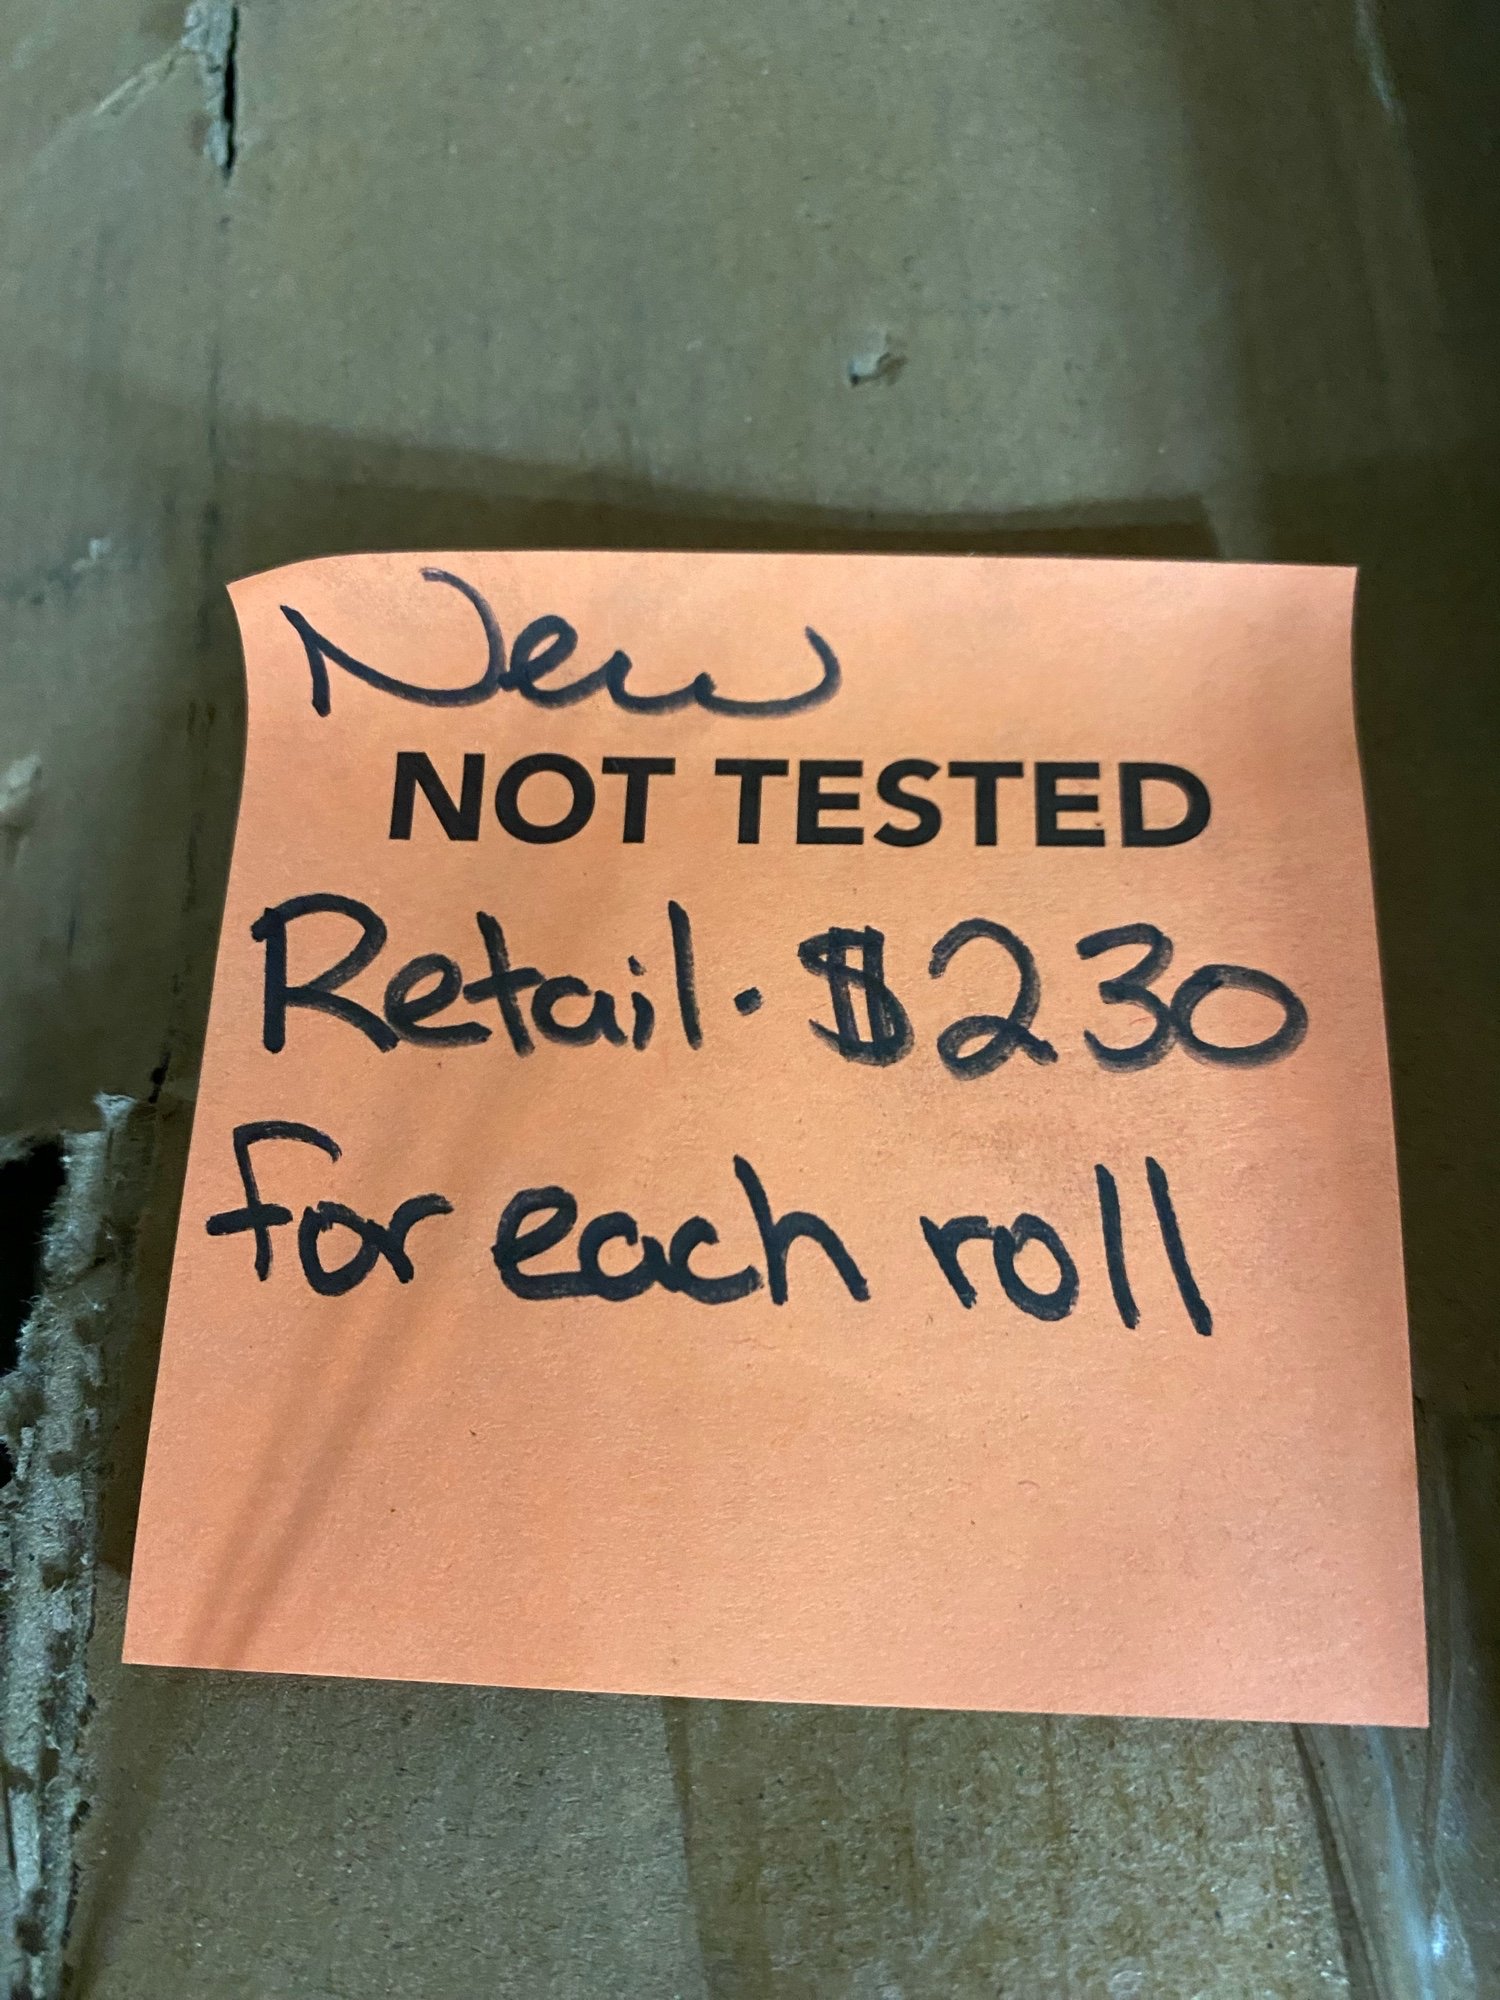 New
NOT TESTED
Retail. $230
for each roll